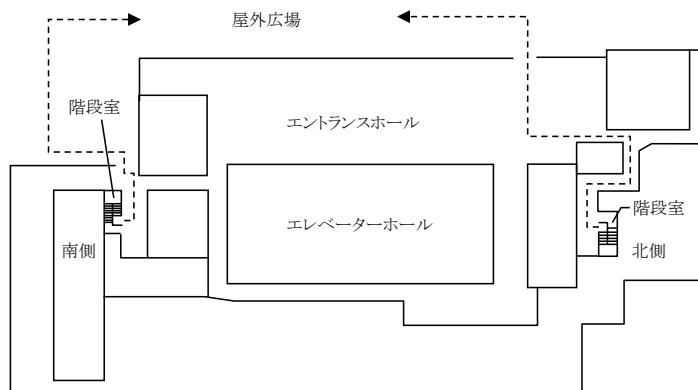 屋外広場
階段室
エントランスホール
エレベーターホール
階段室
南側
北側